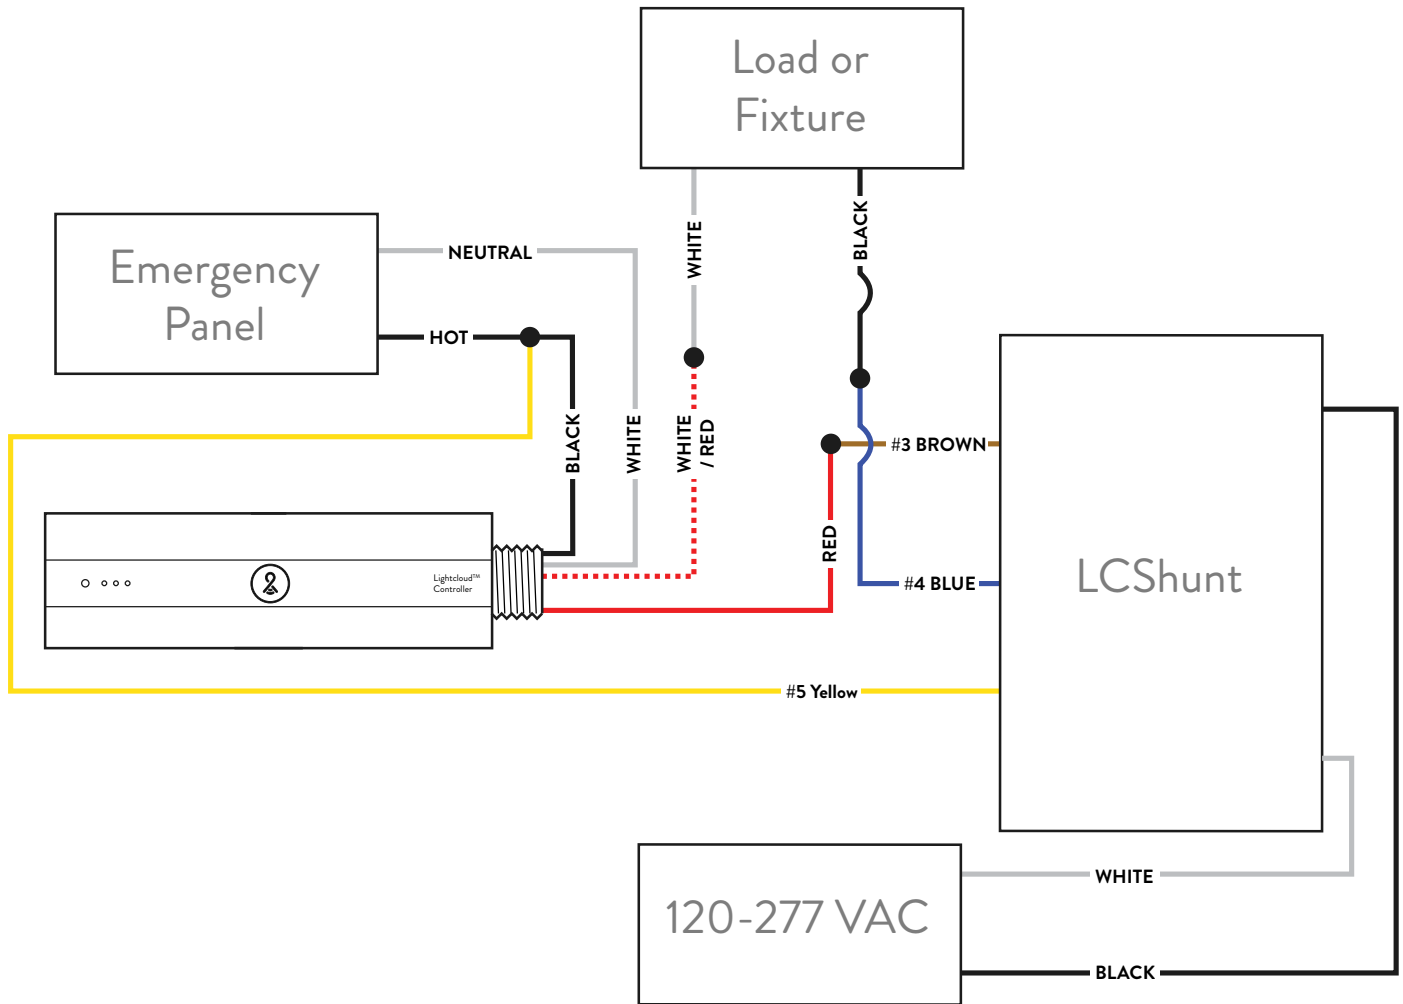 Load or
Fixture
Emergency
Panel
NEUTRAL
HOT
WHITE
BLACK
BLACK
WHITE
WHITE
/ RED
#3 BROWN
RED
#4 BLUE
LCShunt
Lightcloud™
Controller
#5 Yellow
120-277 VAC
WHITE
BLACK